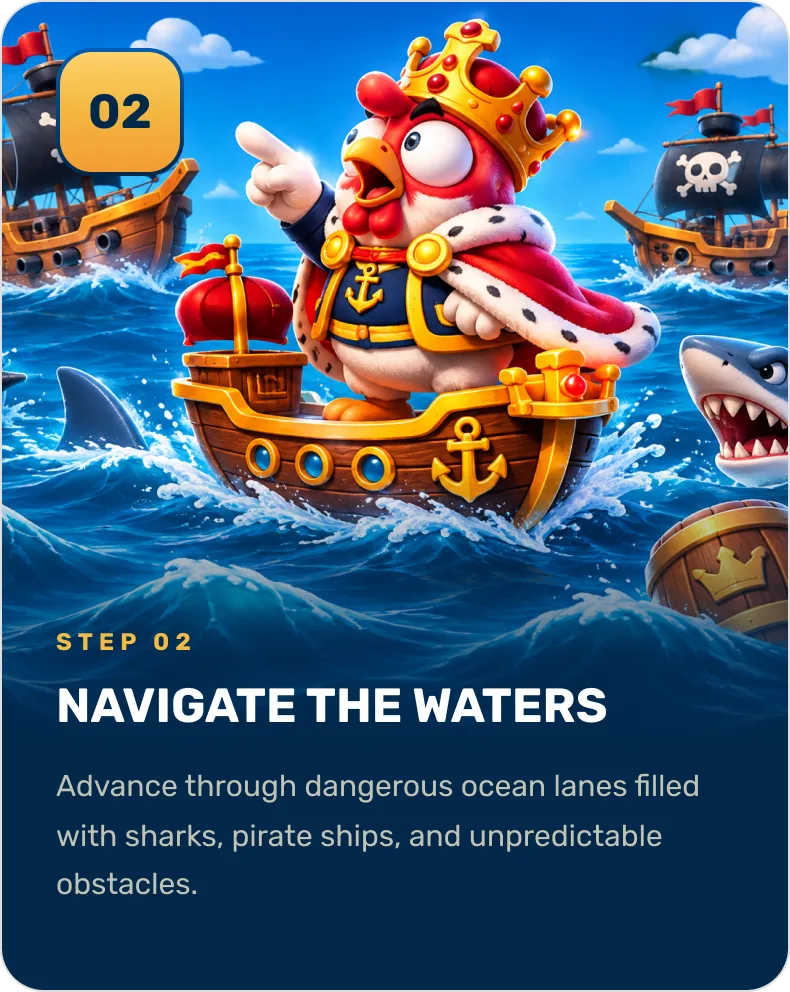 02
STEP 02
NAVIGATE THE WATERS
Advance through dangerous ocean lanes filled
with sharks, pirate ships, and unpredictable
obstacles.